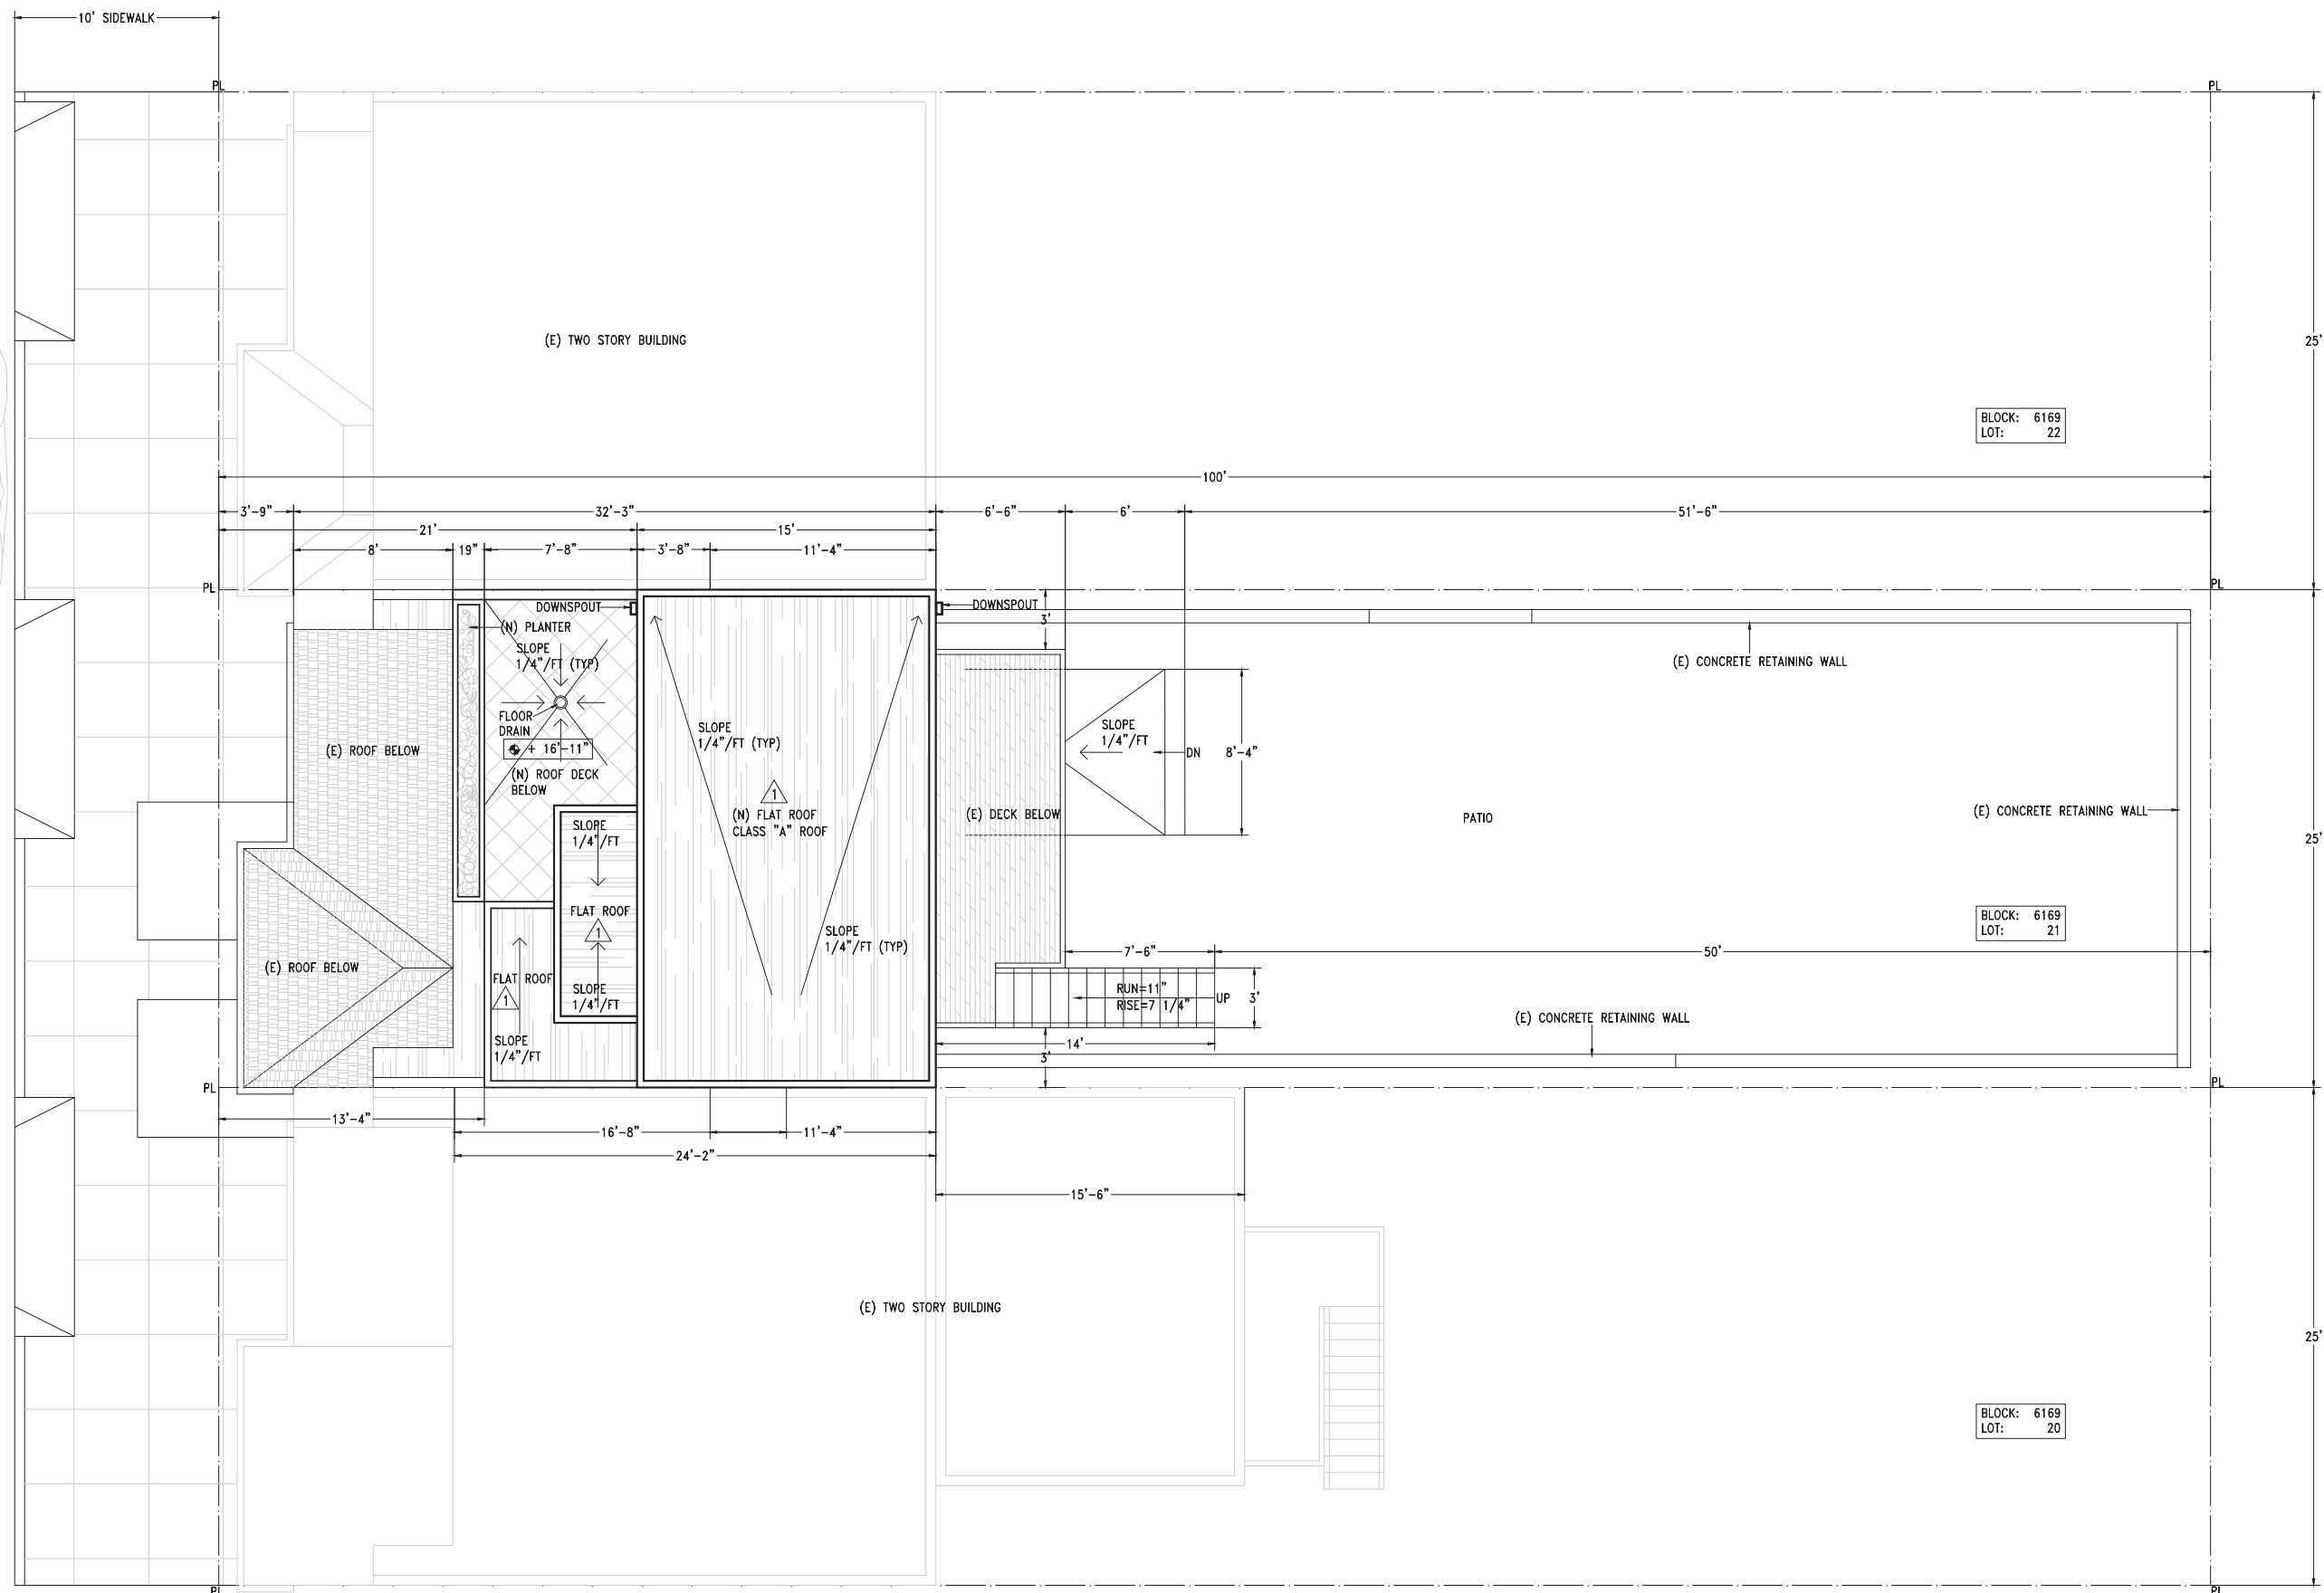 10' SIDEWALK
PL
PL
(E) TWO STORY BUILDING
25'
BLOCK: 6169
LOT: 22
100'
3'-9"
32'-3"
6'-6"
6'
51'-6"
21'
15'
8'
19"
7'-8"
3'-8"
11'-4"
PL
PL
DOWNSPOUT
DOWNSPOUT
(N) PLANTER
3'
SLOPE
1/4"/FT (TYP)
(E) CONCRETE RETAINING WALL
FLOOR
DRAIN
+ 16'-11"
(N) ROOF DECK
BELOW
(E) ROOF BELOW
SLOPE
1/4"/FT (TYP)
SLOPE
1/4"/FT
DN
8'-4"
1
(N) FLAT ROOF
CLASS "A" ROOF
(E) DECK BELOW
PATIO
(E) CONCRETE RETAINING WALL
25'
SLOPE
1/4"/FT
FLAT ROOF
1
SLOPE
1/4"/FT (TYP)
BLOCK: 6169
LOT: 21
7'-6"
50'
(E) ROOF BELOW
FLAT ROOF
1
SLOPE
1/4"/FT
RUN=11"
RISE=7 1/4"
UP
3'
(E) CONCRETE RETAINING WALL
SLOPE
1/4"/FT
14'
3'
PL
PL
13'-4"
16'-8"
11'-4"
24'-2"
15'-6"
(E) TWO STORY BUILDING
25'
BLOCK: 6169
LOT: 20
PL
PL